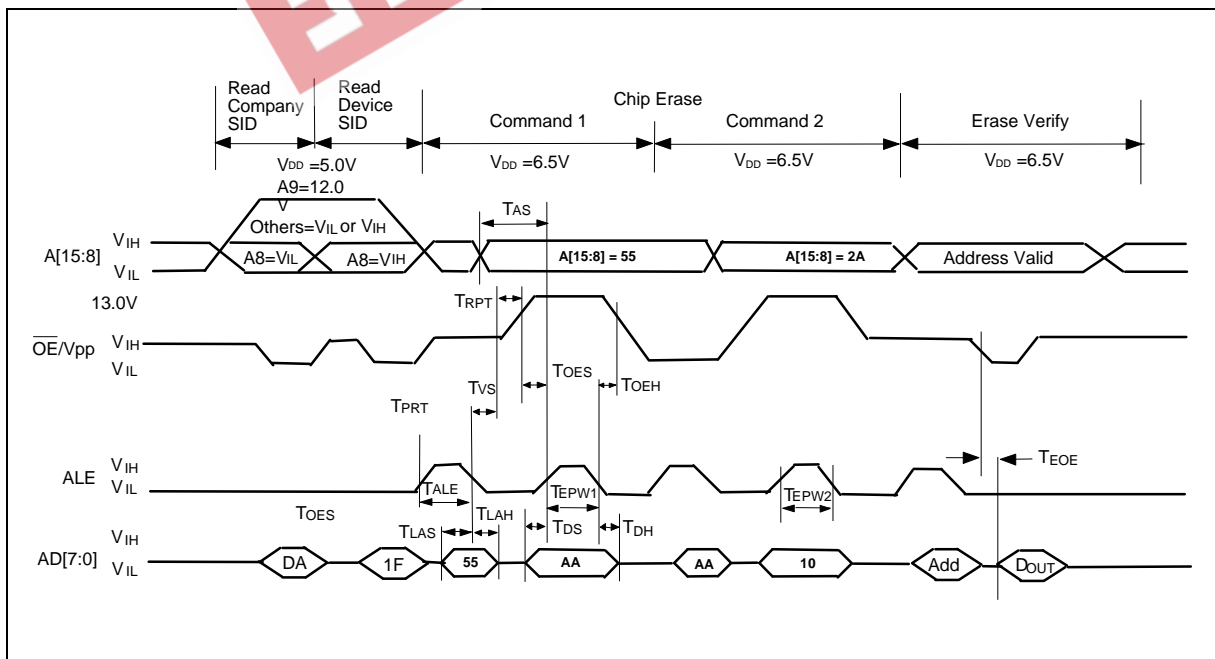 Read Company SID
Read Device SID
Chip Erase
Command 1
Command 2
Erase Verify
VDD =5.0V
VDD =6.5V
VDD =6.5V
VDD =6.5V
A9=12.0
V
Others=VIL or VIH
TAS
A[15:8]
VIH
VIL
A8=VIL
A8=VIH
A[15:8] = 55
A[15:8] = 2A
Address Valid
13.0V
TRPT
OE/Vpp
VIH
VIL
TOES
TOEH
TVS
TPRT
ALE
VIH
VIL
TALE
TEPW1
TEPW2
TEOE
TOES
TLAS
TLAH
TDS
TDH
AD[7:0]
VIH
VIL
DA
1F
55
AA
AA
10
Add
DOUT